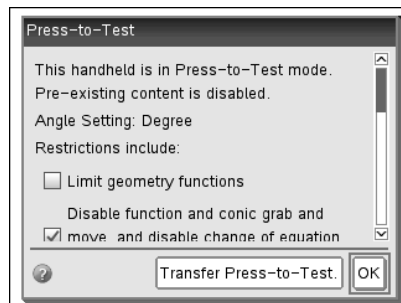 Press-to-Test
This handheld is in Press-to-Test mode.
Pre-existing content is disabled.
Angle Setting: Degree
Restrictions include:
Limit geometry functions
Disable function and conic grab and
move, and disable change of equation
Transfer Press-to-Test.
OK